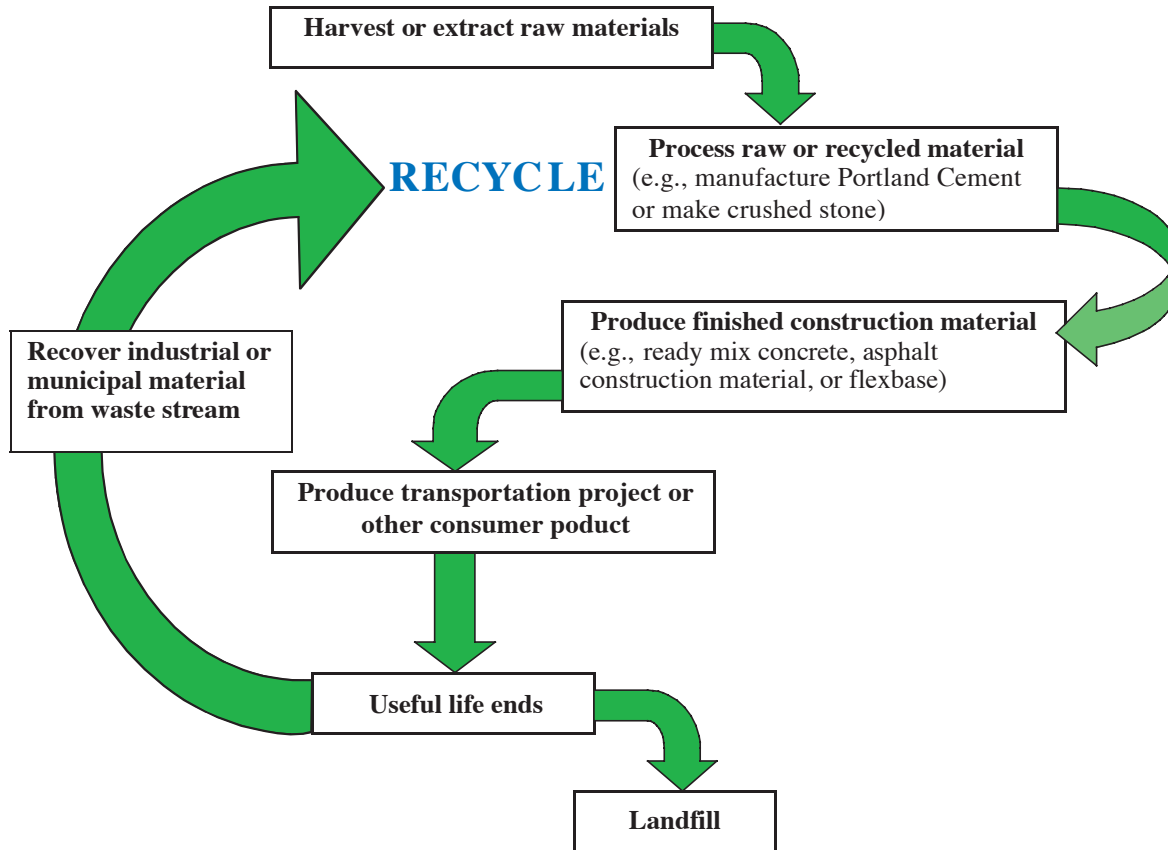 Harvest or extract raw materials
RECYCLE
Process raw or recycled material
(e.g., manufacture Portland Cement
or make crushed stone)
Produce finished construction material
(e.g., ready mix concrete, asphalt
construction material, or flexbase)
Recover industrial or
municipal material
from waste stream
Produce transportation project or
other consumer poduct
Useful life ends
Landfill